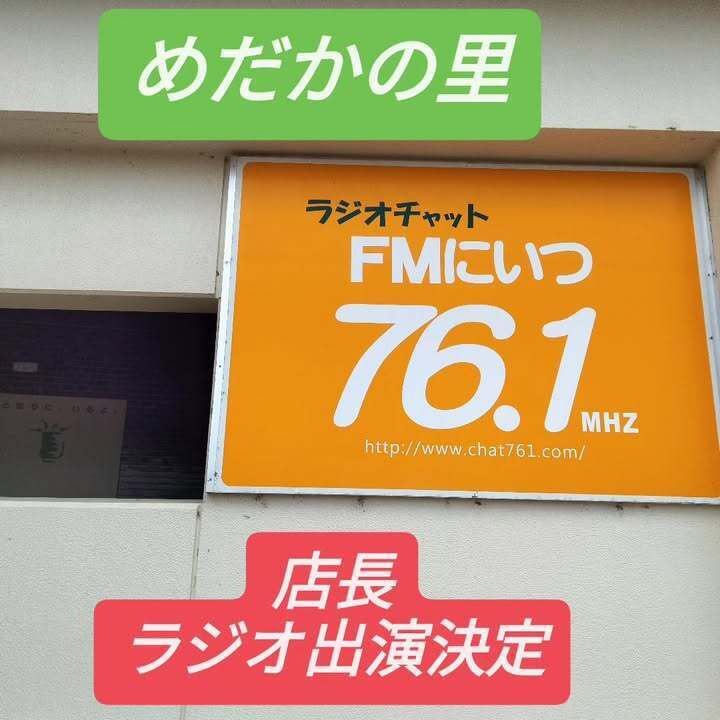 めだかの里
ラジオチャット
FMにいつ
76.1 MHZ
http://www.chat761.com/
店長
ラジオ出演決定